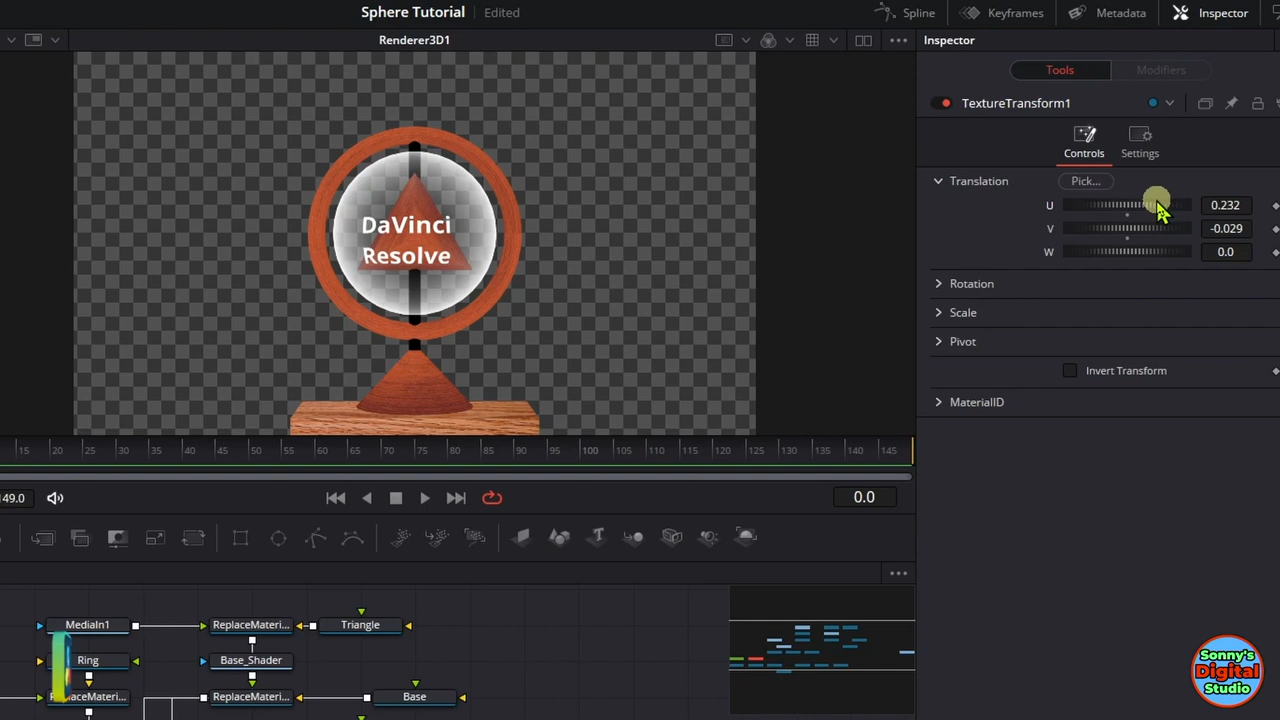 Sphere Tutorial Edited
Spline Keyframes Metadata Inspector
Renderer3D1
Inspector
Tools Modifiers
TextureTransform1
Controls Settings
Translation Pick...
U 0.232
V -0.029
W 0.0
Rotation
Scale
Pivot
Invert Transform
MaterialID
DaVinci
Resolve
15 20 25 30 35 40 45 50 55 60 65 70 75 80 85 90 95 100 105 110 115 120 125 130 135 140 145
149.0 0.0
MediaIn1 ReplaceMateri... Triangle
Ring Base_Shader
ReplaceMateri... ReplaceMateri... Base
Sonny's
Digital
Studio